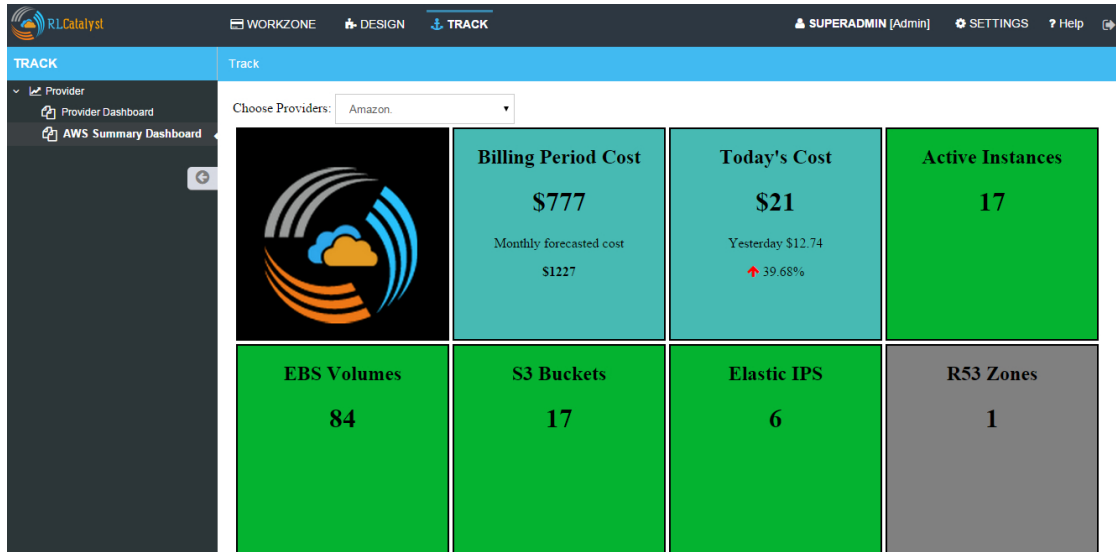 RLCatalyst
WORKZONE
DESIGN
TRACK
SUPERADMIN [Admin]
SETTINGS
? Help
TRACK
Track
Provider
Provider Dashboard
AWS Summary Dashboard
Choose Providers:
Amazon.
Billing Period Cost
$777
Monthly forecasted cost
$1227
Today's Cost
$21
Yesterday $12.74
39.68%
Active Instances
17
EBS Volumes
84
S3 Buckets
17
Elastic IPS
6
R53 Zones
1